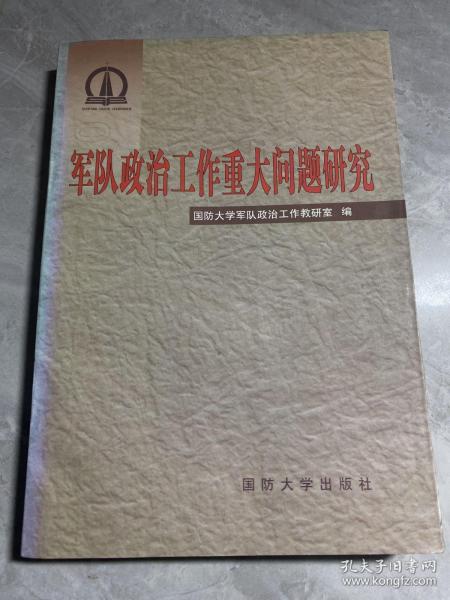 军队政治工作重大问题研究
国防大学军队政治工作教研室 编
国防大学出版社
孔夫子旧书网
www.kongfz.com